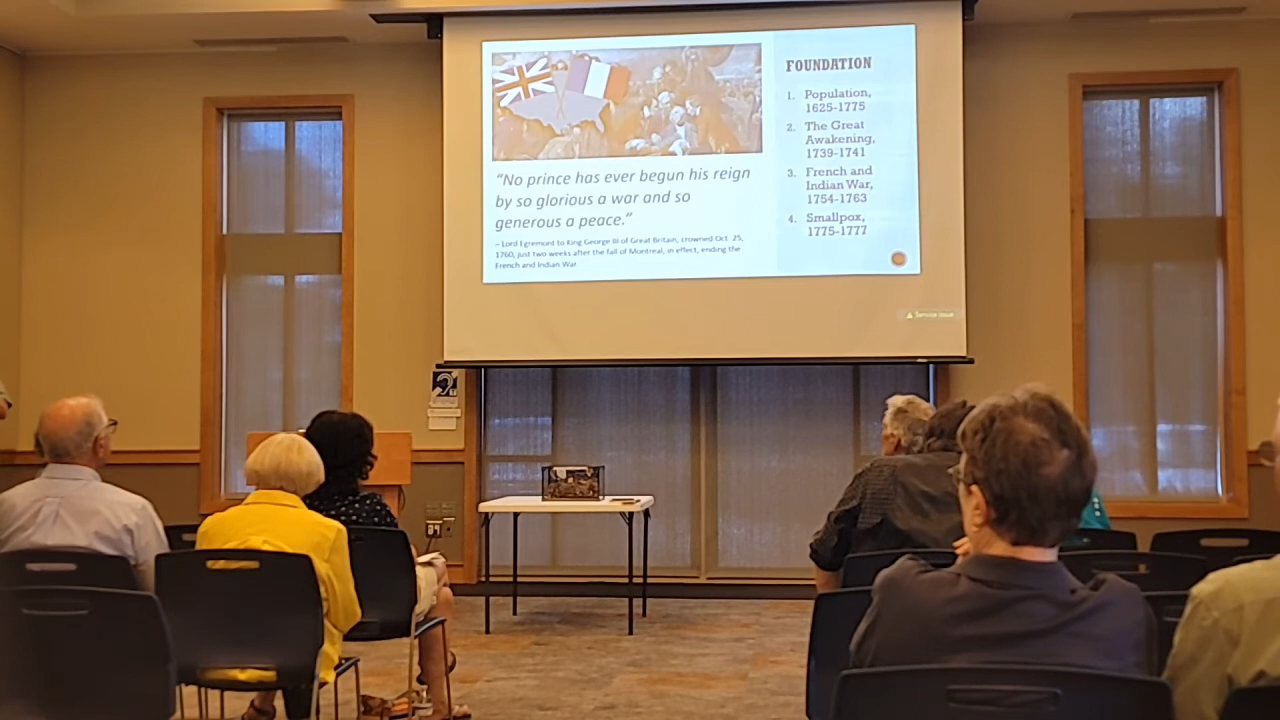 "No prince has ever begun his reign
by so glorious a war and so
generous a peace."
– Lord Egremont to King George III of Great Britain, crowned Oct. 25,
1760, just two weeks after the fall of Montreal, in effect, ending the
French and Indian War
FOUNDATION
1. Population,
1625-1775
2. The Great
Awakening,
1739-1741
3. French and
Indian War,
1754-1763
4. Smallpox,
1775-1777
Service issue